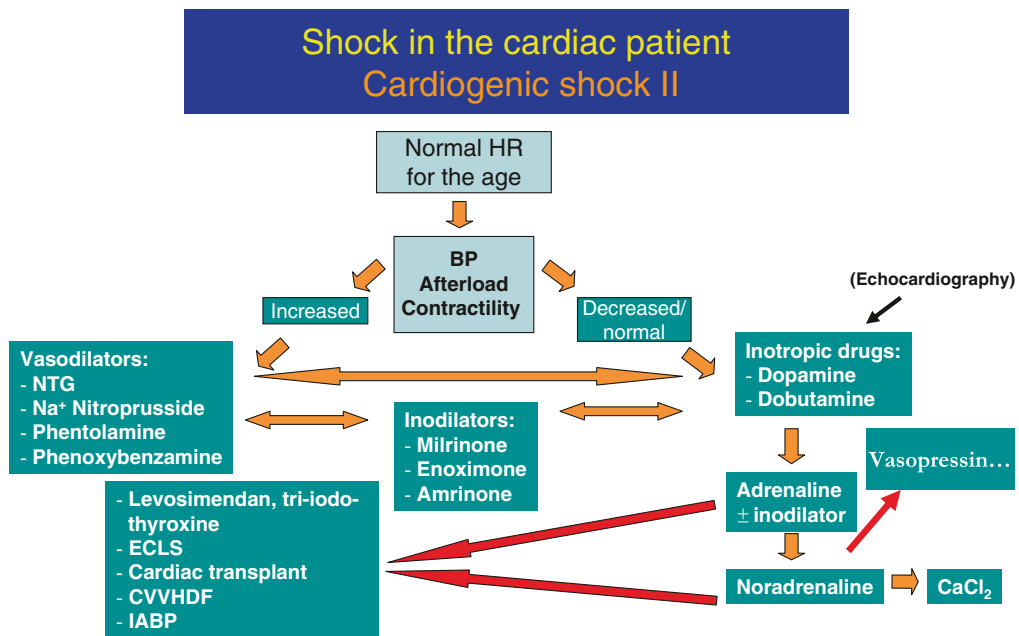 Shock in the cardiac patient
Cardiogenic shock II
Normal HR
for the age
BP
Afterload
Contractility
Increased
Decreased/
normal
(Echocardiography)
Vasodilators:
- NTG
- Na⁺ Nitroprusside
- Phentolamine
- Phenoxybenzamine
Inodilators:
- Milrinone
- Enoximone
- Amrinone
Inotropic drugs:
- Dopamine
- Dobutamine
Vasopressin…
Adrenaline
± inodilator
Noradrenaline
CaCl₂
- Levosimendan, tri-iodo-
thyroxine
- ECLS
- Cardiac transplant
- CVVHDF
- IABP